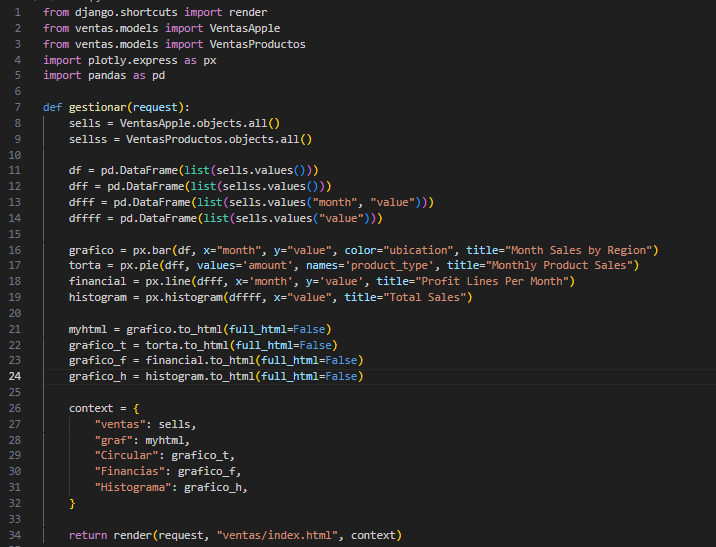 1 from django.shortcuts import render
2 from ventas.models import VentasApple
3 from ventas.models import VentasProductos
4 import plotly.express as px
5 import pandas as pd
6
7 def gestionar(request):
8     sells = VentasApple.objects.all()
9     sellss = VentasProductos.objects.all()
10
11     df = pd.DataFrame(list(sells.values()))
12     dff = pd.DataFrame(list(sellss.values()))
13     dfff = pd.DataFrame(list(sells.values("month", "value")))
14     dffff = pd.DataFrame(list(sells.values("value")))
15
16     grafico = px.bar(df, x="month", y="value", color="ubication", title="Month Sales by Region")
17     torta = px.pie(dff, values='amount', names='product_type', title="Monthly Product Sales")
18     financial = px.line(dfff, x='month', y='value', title="Profit Lines Per Month")
19     histogram = px.histogram(dffff, x="value", title="Total Sales")
20
21     myhtml = grafico.to_html(full_html=False)
22     grafico_t = torta.to_html(full_html=False)
23     grafico_f = financial.to_html(full_html=False)
24     grafico_h = histogram.to_html(full_html=False)
25
26     context = {
27         "ventas": sells,
28         "graf": myhtml,
29         "Circular": grafico_t,
30         "Financias": grafico_f,
31         "Histograma": grafico_h,
32     }
33
34     return render(request, "ventas/index.html", context)